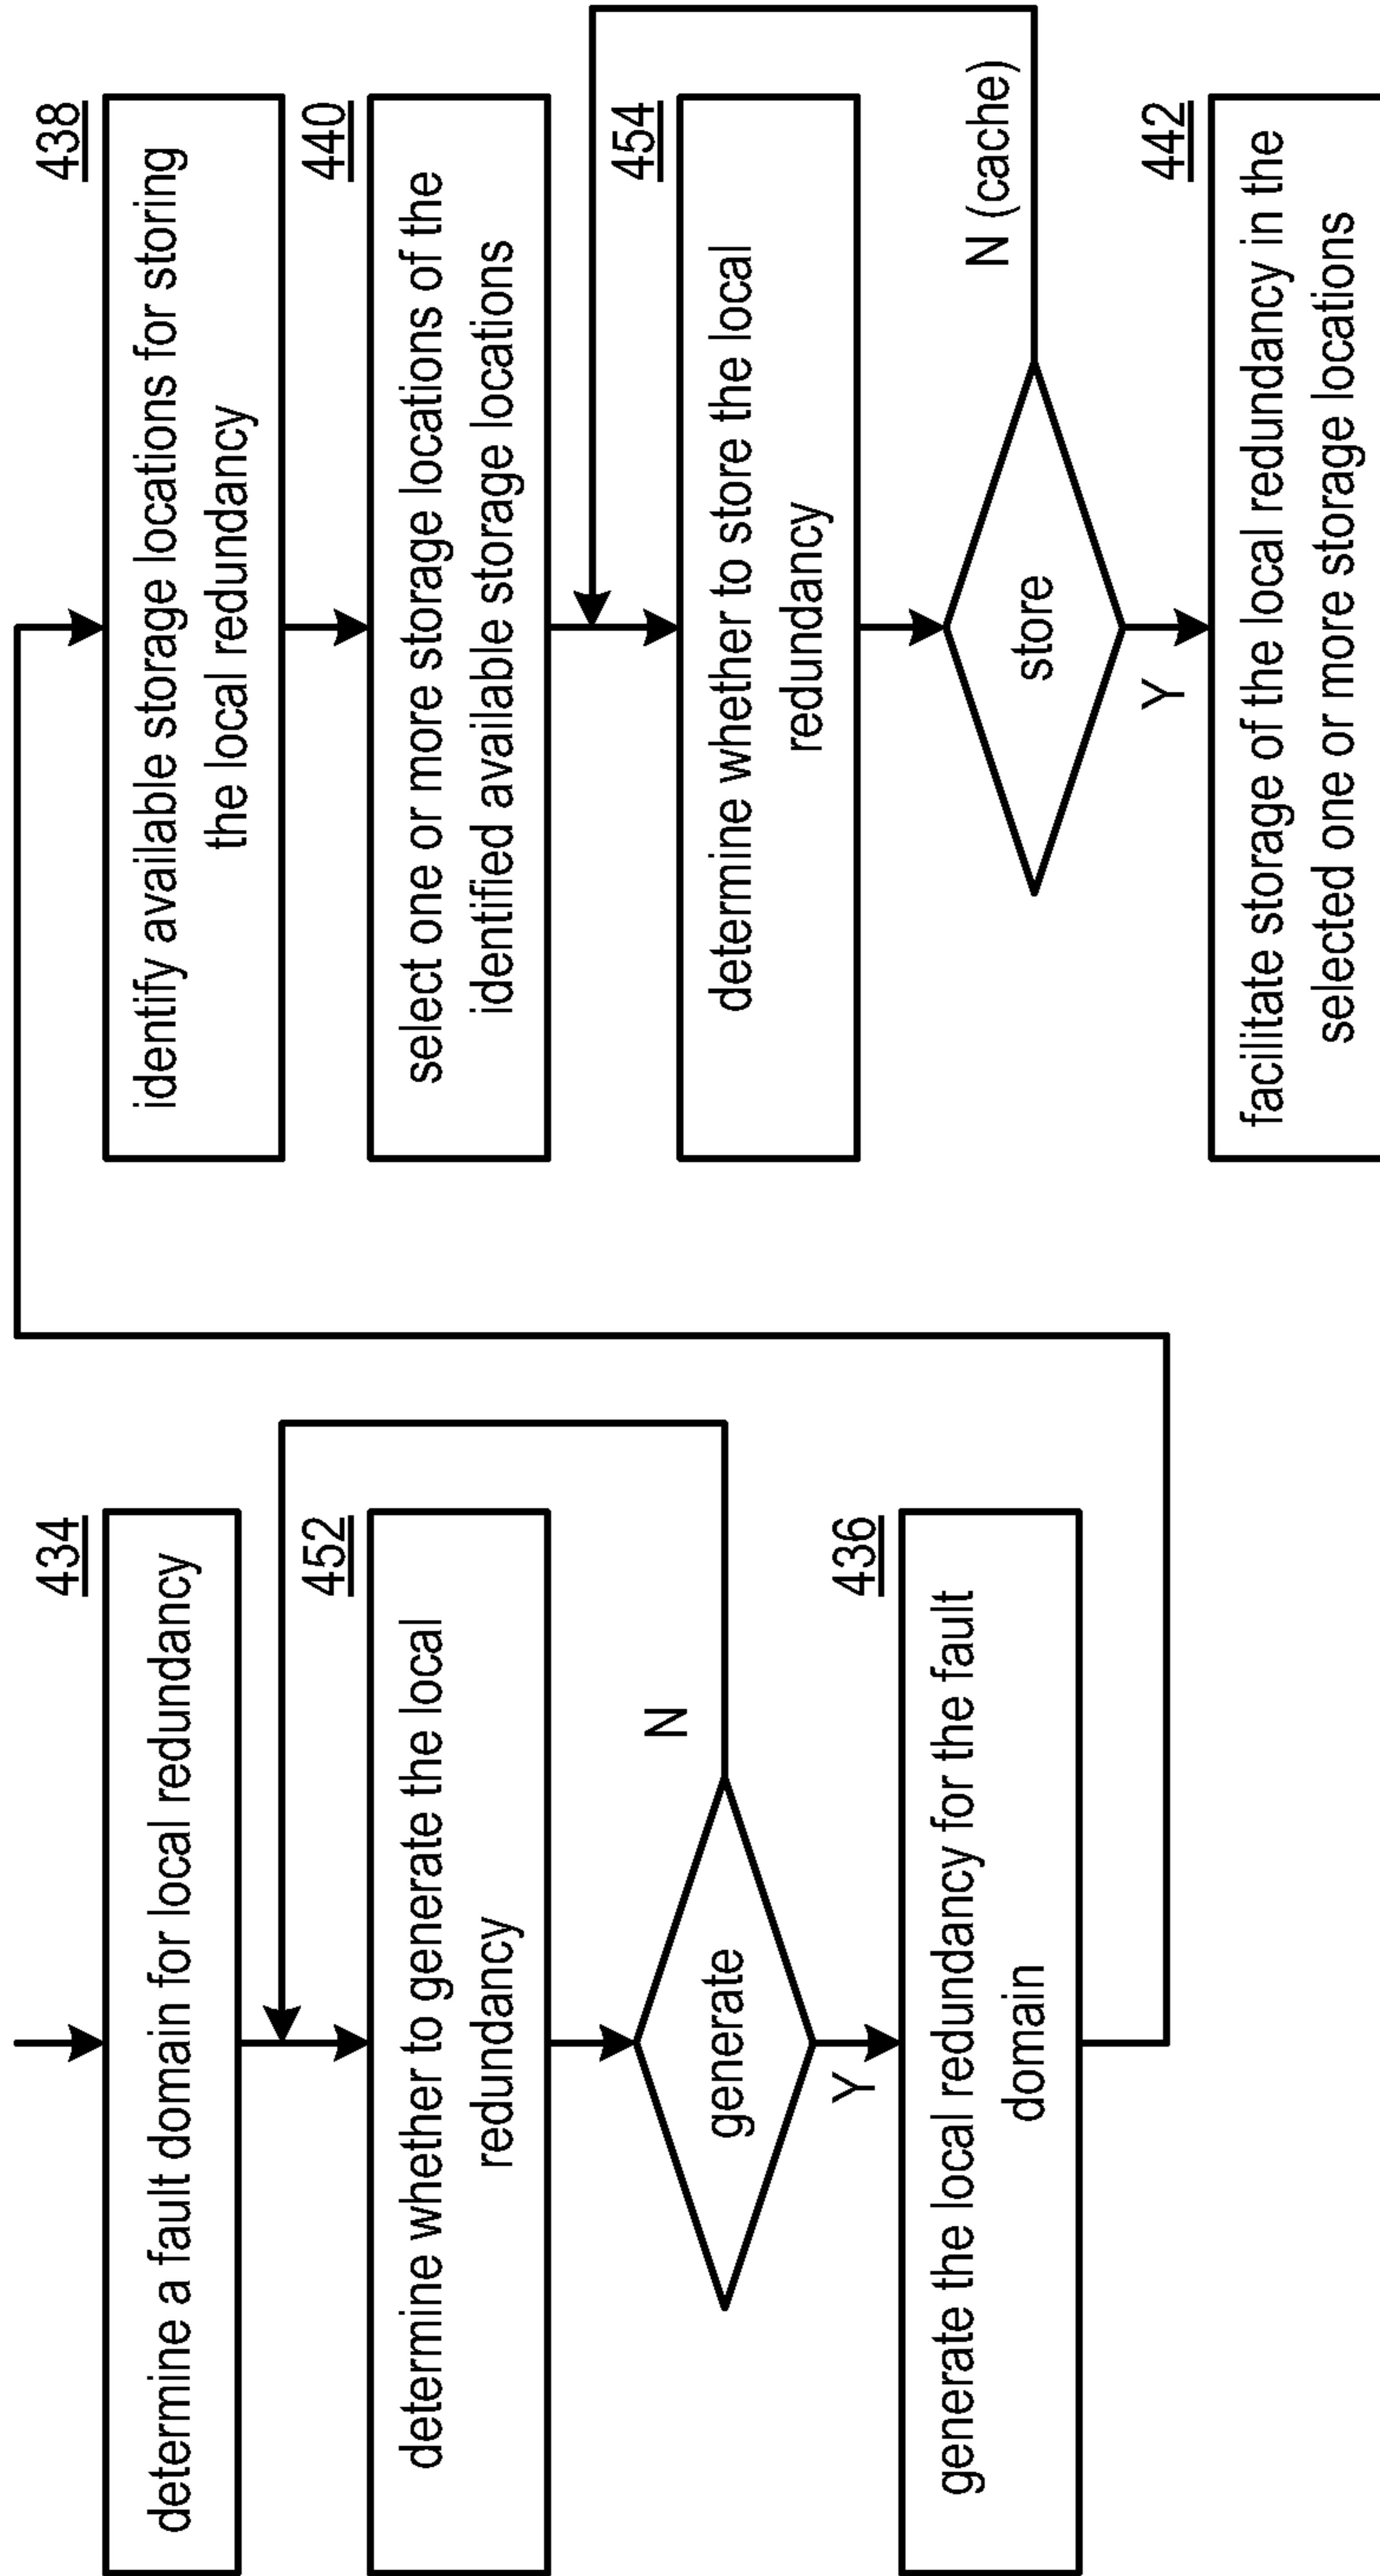 434
determine a fault domain for local redundancy
452
determine whether to generate the local
redundancy
generate
N
Y
436
generate the local redundancy for the fault
domain
438
identify available storage locations for storing
the local redundancy
440
select one or more storage locations of the
identified available storage locations
454
determine whether to store the local
redundancy
store
N (cache)
Y
442
facilitate storage of the local redundancy in the
selected one or more storage locations